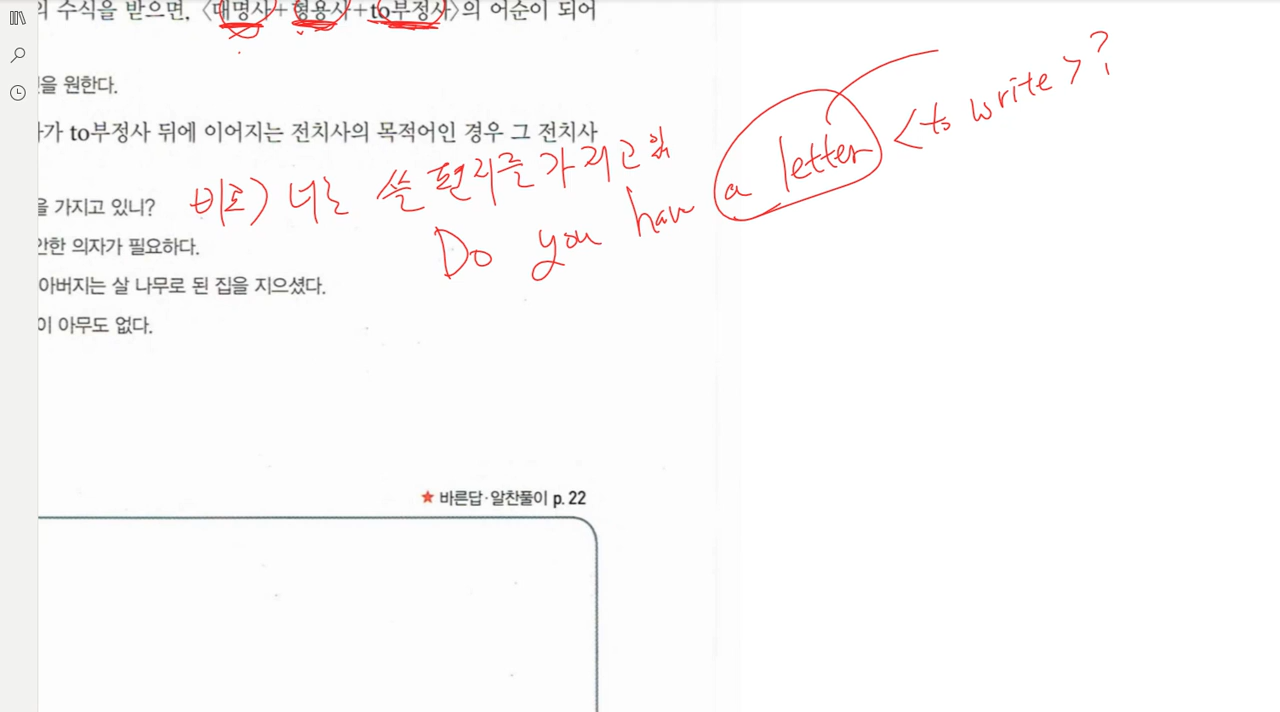 의 수식을 받으면, 〈대명사+형용사+to부정사〉의 어순이 되어
을 원한다.
가 to부정사 뒤에 이어지는 전치사의 목적어인 경우 그 전치사
을 가지고 있니?
비교) 너는 쓸 편지를 가지고 있
Do you have a letter <to write>?
안한 의자가 필요하다.
아버지는 살 나무로 된 집을 지으셨다.
이 아무도 없다.
★ 바른답·알찬풀이 p. 22